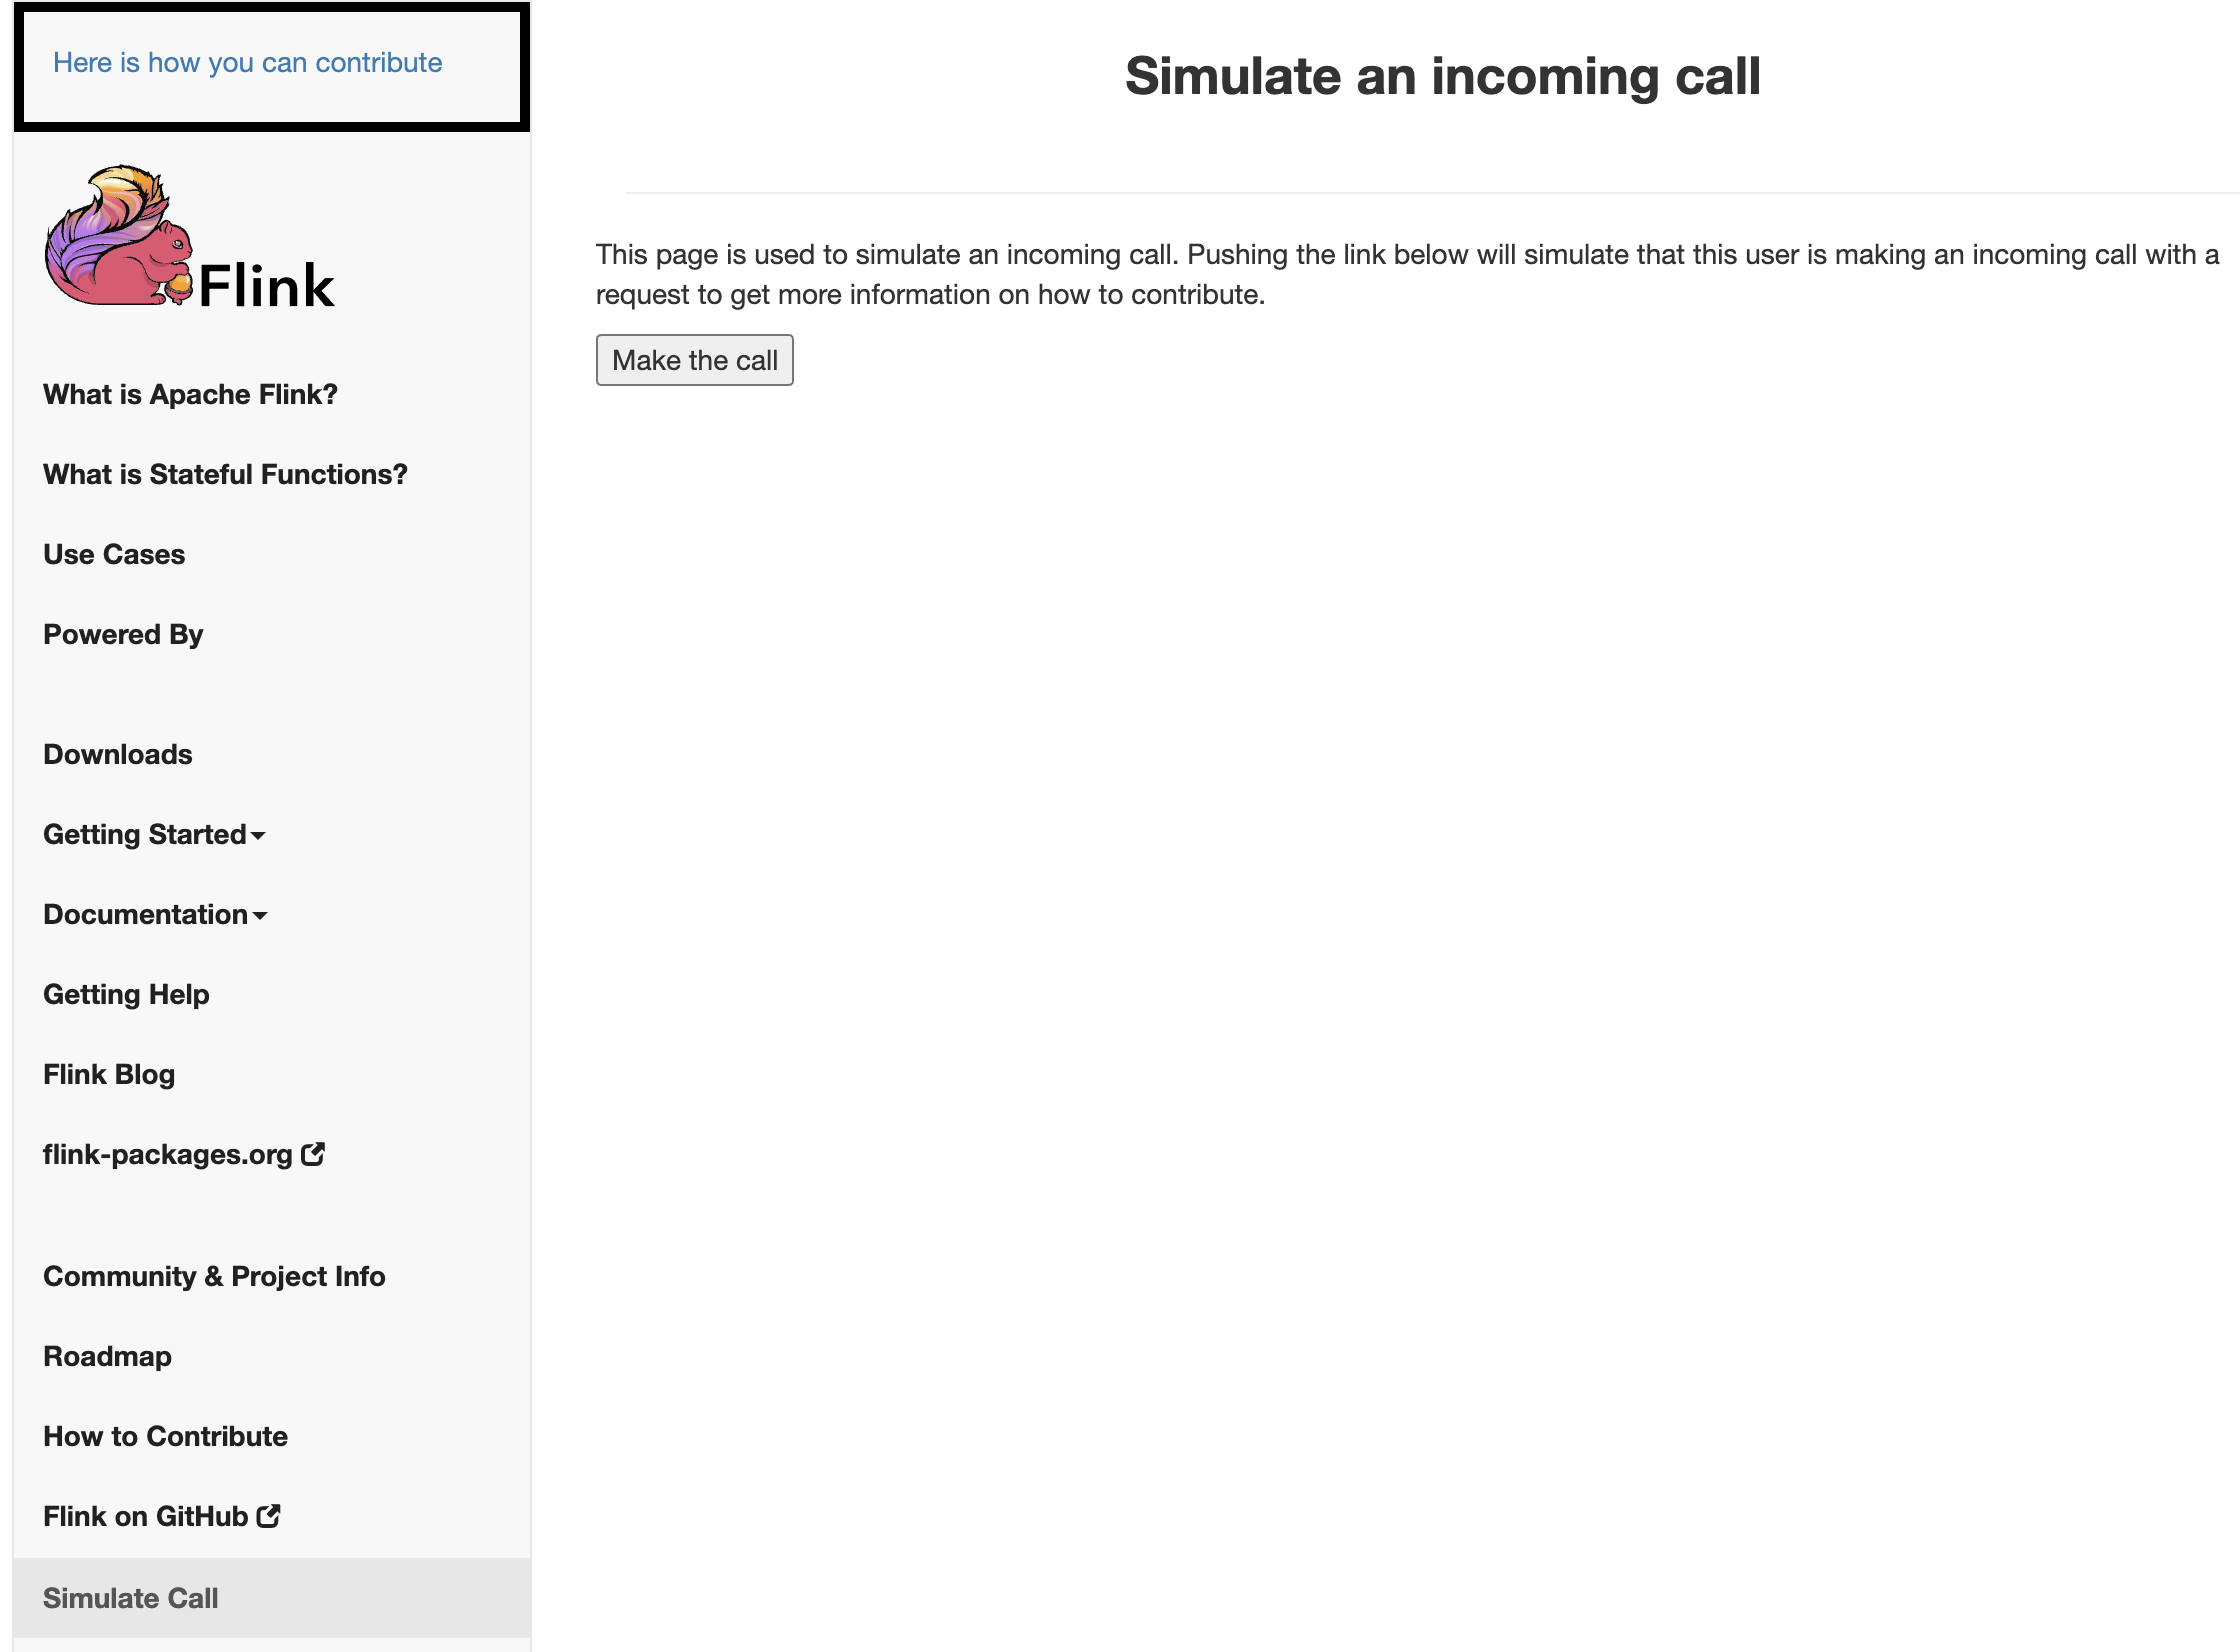 Here is how you can contribute
Flink
What is Apache Flink?
What is Stateful Functions?
Use Cases
Powered By
Downloads
Getting Started
Documentation
Getting Help
Flink Blog
flink-packages.org
Community & Project Info
Roadmap
How to Contribute
Flink on GitHub
Simulate Call
Simulate an incoming call
This page is used to simulate an incoming call. Pushing the link below will simulate that this user is making an incoming call with a
request to get more information on how to contribute.
Make the call